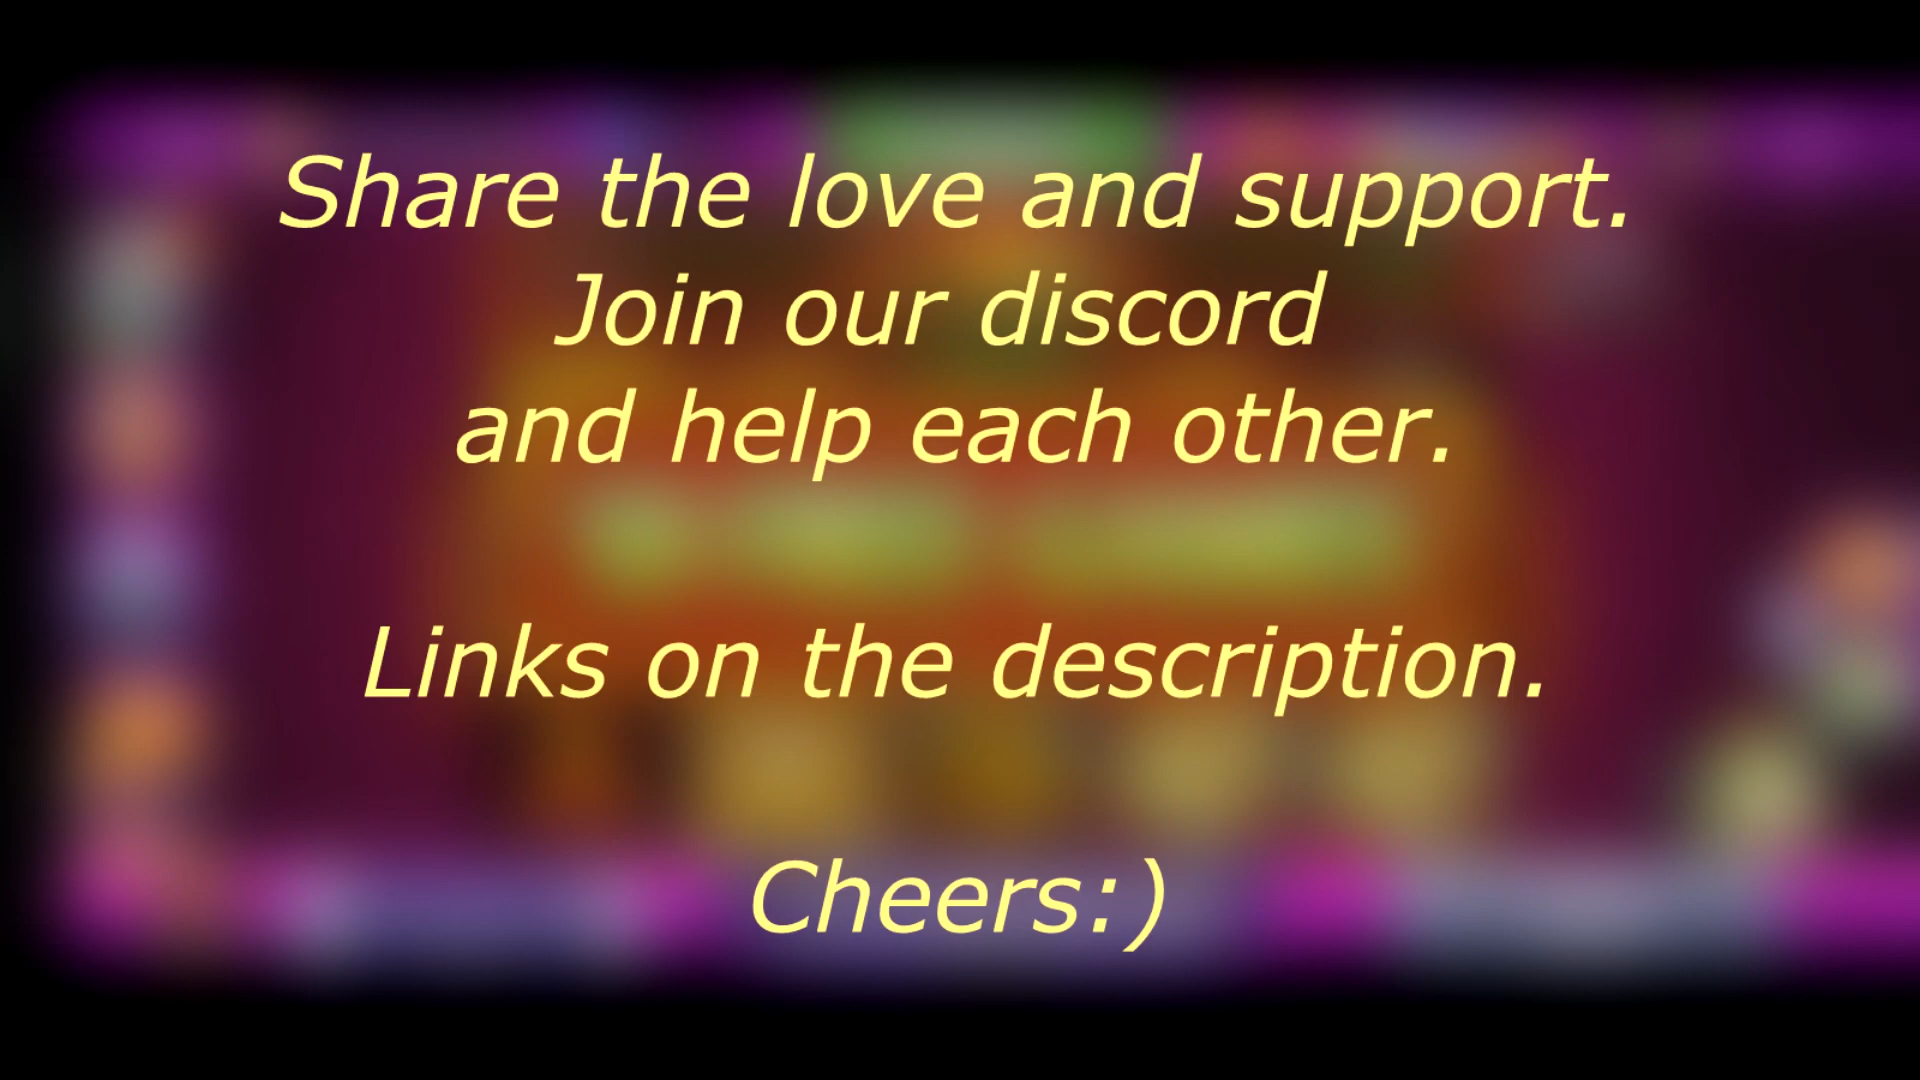 Share the love and support.
Join our discord
and help each other.
Links on the description.
Cheers:)